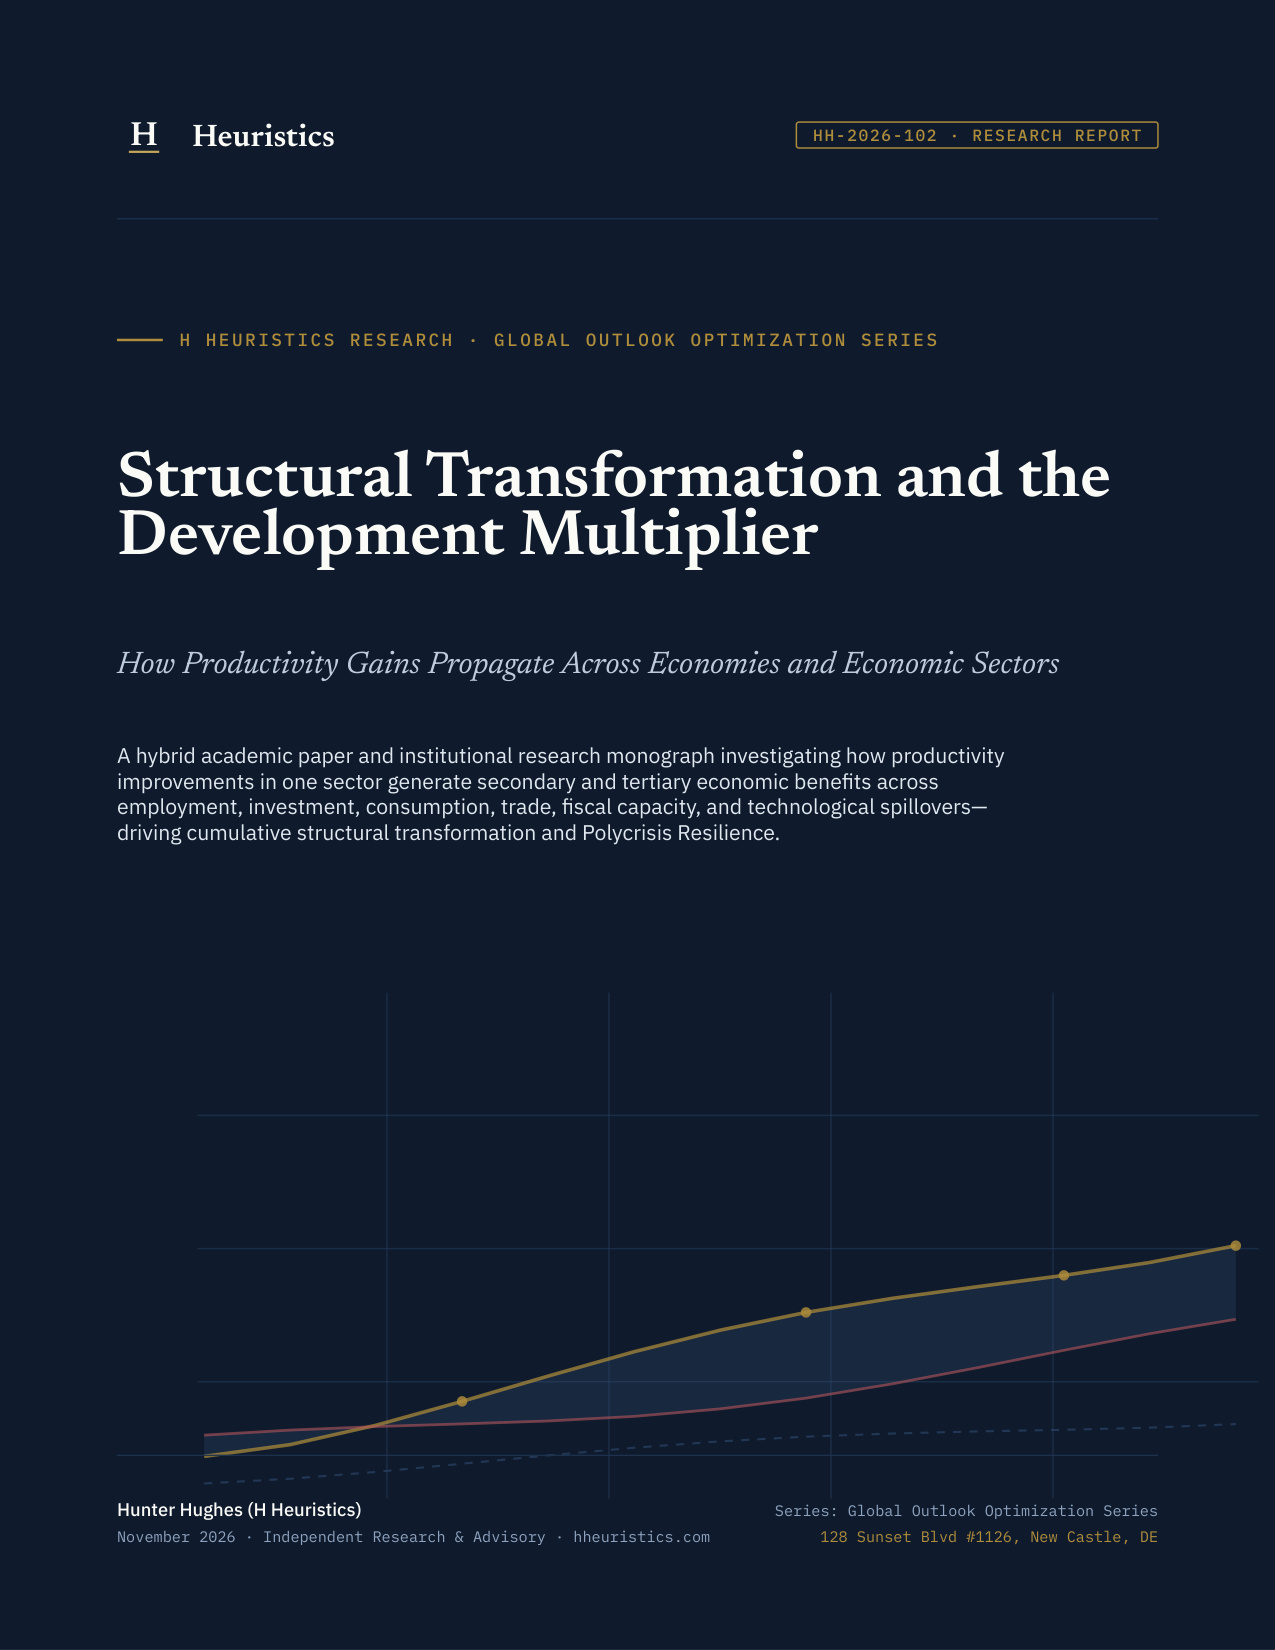 H Heuristics
HH-2026-102 · RESEARCH REPORT
H HEURISTICS RESEARCH · GLOBAL OUTLOOK OPTIMIZATION SERIES
Structural Transformation and the
Development Multiplier
How Productivity Gains Propagate Across Economies and Economic Sectors
A hybrid academic paper and institutional research monograph investigating how productivity
improvements in one sector generate secondary and tertiary economic benefits across
employment, investment, consumption, trade, fiscal capacity, and technological spillovers—
driving cumulative structural transformation and Polycrisis Resilience.
Hunter Hughes (H Heuristics)
November 2026 · Independent Research & Advisory · hheuristics.com
Series: Global Outlook Optimization Series
128 Sunset Blvd #1126, New Castle, DE